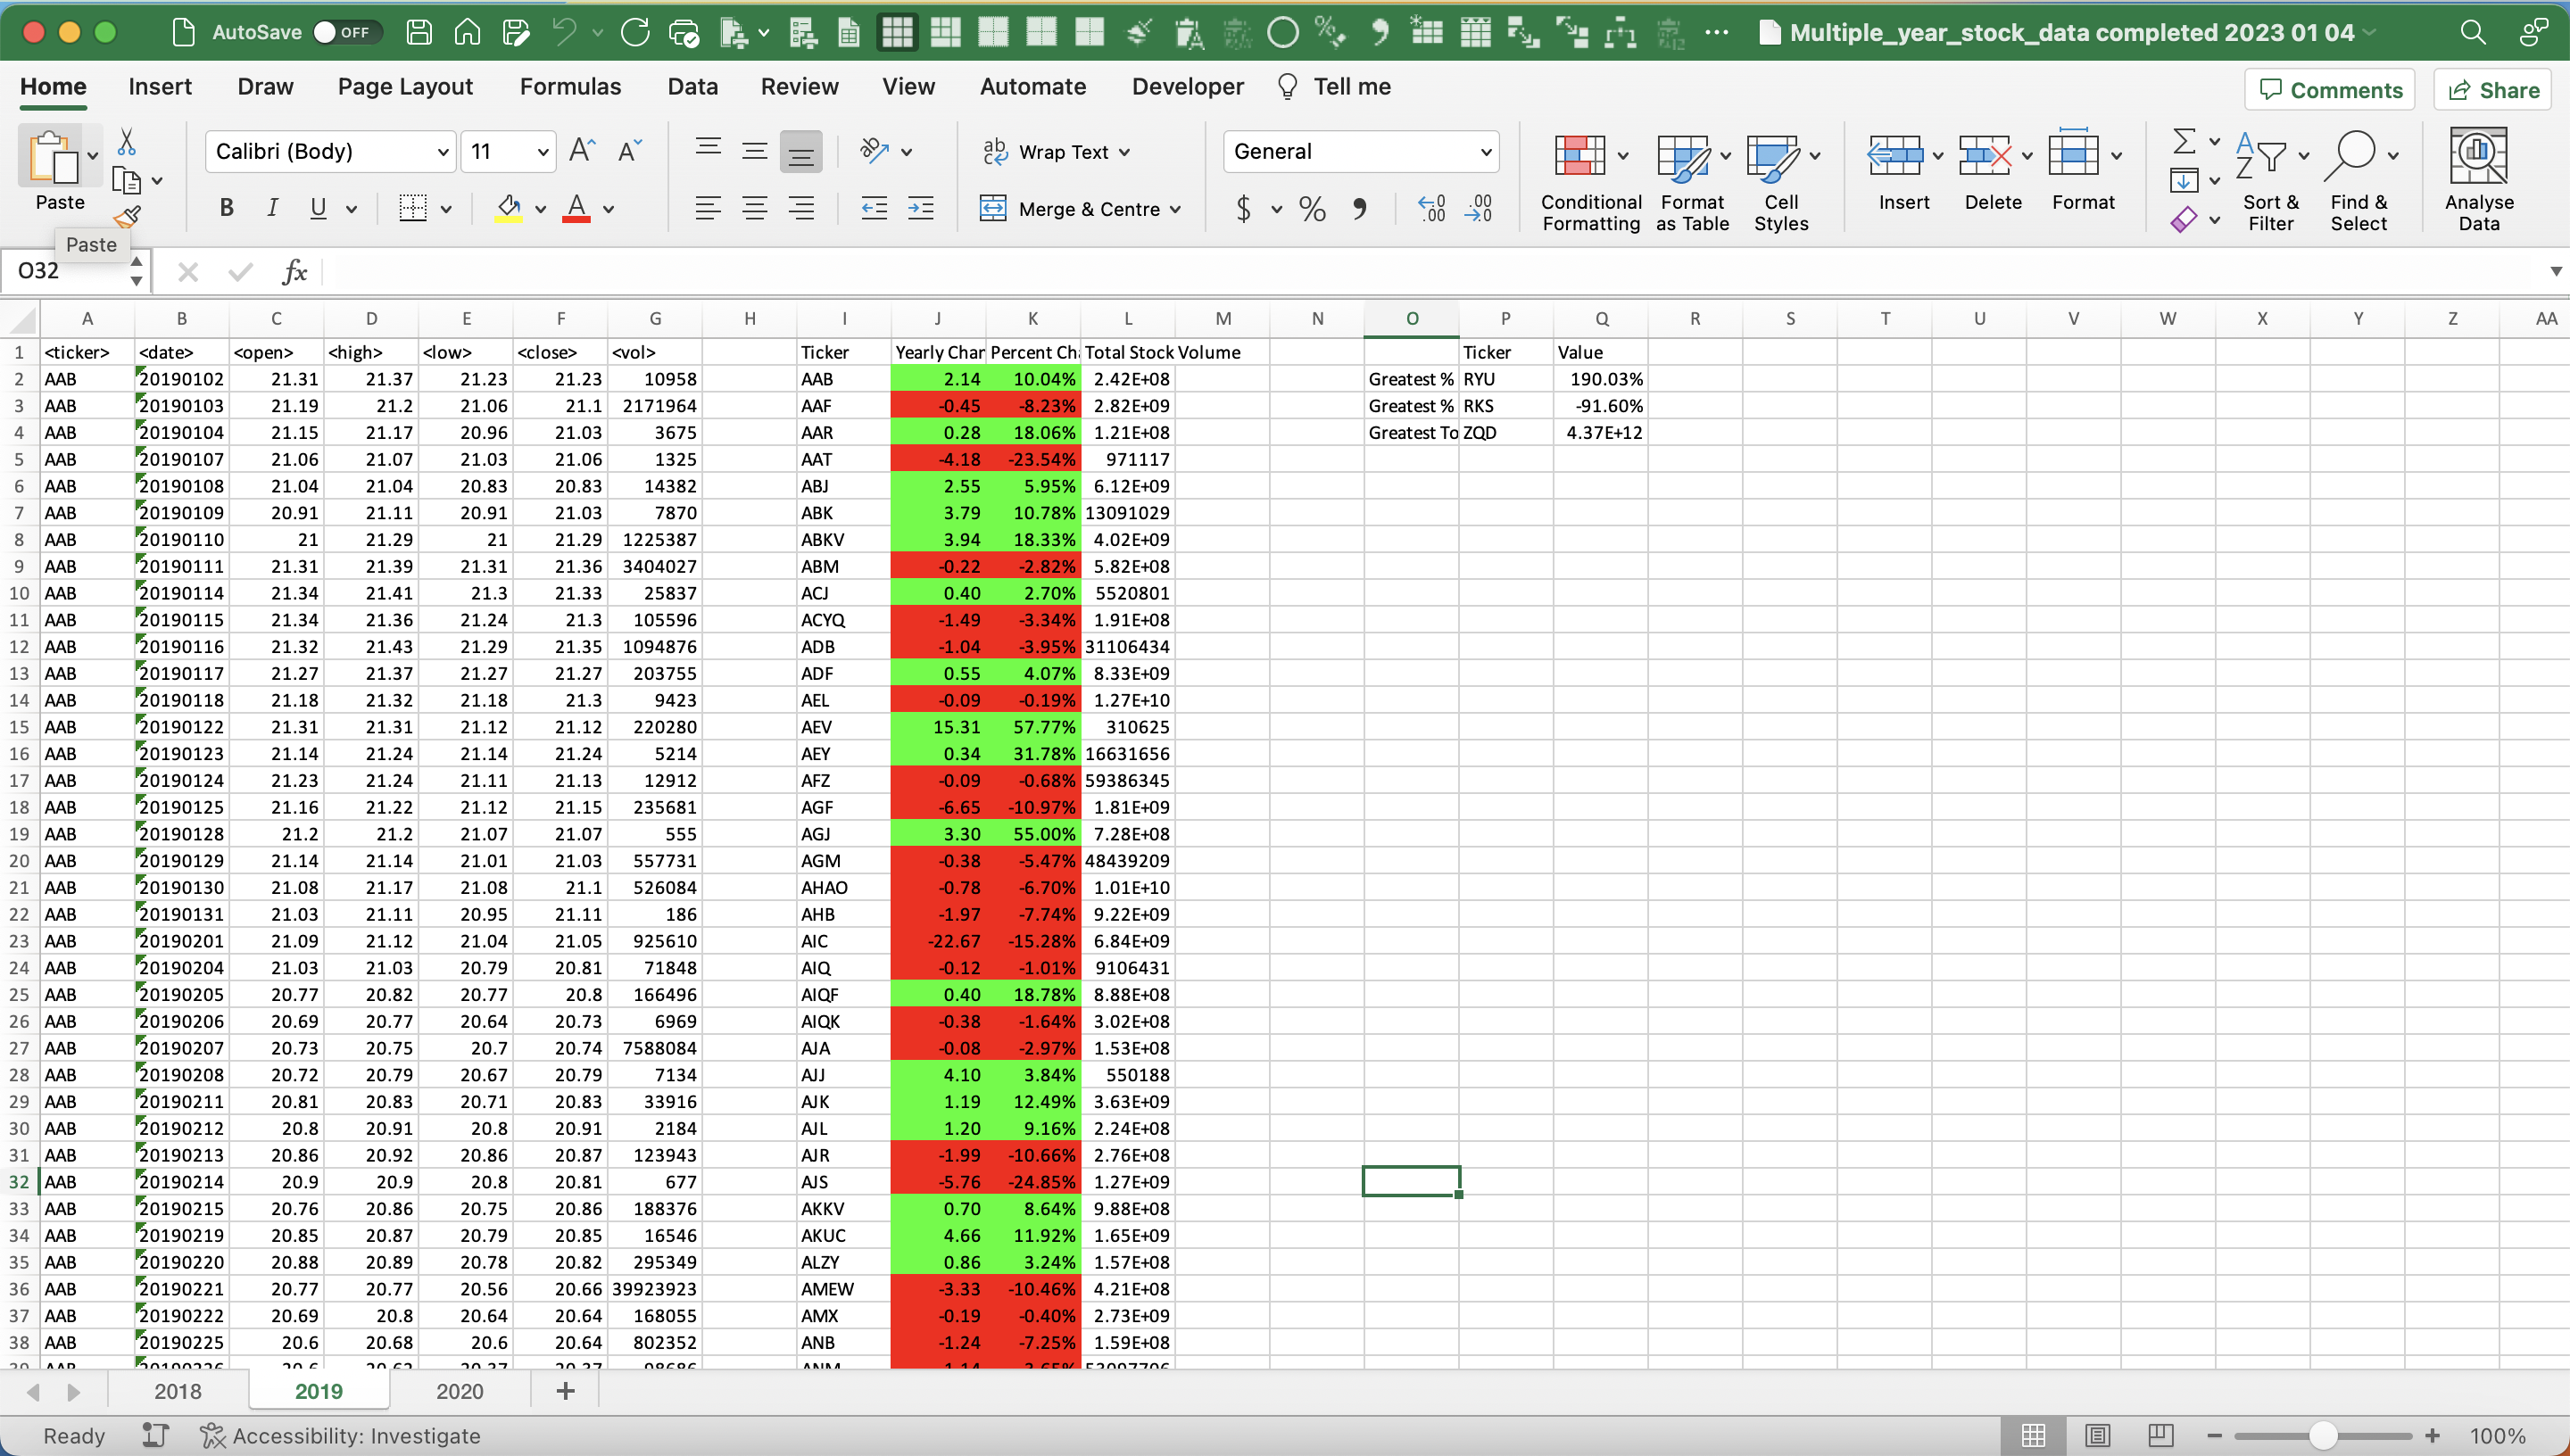 AutoSave OFF Multiple_year_stock_data completed 2023 01 04
Home Insert Draw Page Layout Formulas Data Review View Automate Developer Tell me Comments Share
Calibri (Body) 11 Wrap Text General
Paste B I U Merge & Centre $ % Conditional Formatting Format as Table Cell Styles Insert Delete Format Sort & Filter Find & Select Analyse Data
Paste
O32 fx
A B C D E F G H I J K L M N O P Q R S T U V W X Y Z AA
1 <ticker> <date> <open> <high> <low> <close> <vol> Ticker Yearly Char Percent Ch Total Stock Volume Ticker Value
2 AAB 20190102 21.31 21.37 21.23 21.23 10958 AAB 2.14 10.04% 2.42E+08 Greatest % RYU 190.03%
3 AAB 20190103 21.19 21.2 21.06 21.1 2171964 AAF -0.45 -8.23% 2.82E+09 Greatest % RKS -91.60%
4 AAB 20190104 21.15 21.17 20.96 21.03 3675 AAR 0.28 18.06% 1.21E+08 Greatest To ZQD 4.37E+12
5 AAB 20190107 21.06 21.07 21.03 21.06 1325 AAT -4.18 -23.54% 971117
6 AAB 20190108 21.04 21.04 20.83 20.83 14382 ABJ 2.55 5.95% 6.12E+09
7 AAB 20190109 20.91 21.11 20.91 21.03 7870 ABK 3.79 10.78% 13091029
8 AAB 20190110 21 21.29 21 21.29 1225387 ABKV 3.94 18.33% 4.02E+09
9 AAB 20190111 21.31 21.39 21.31 21.36 3404027 ABM -0.22 -2.82% 5.82E+08
10 AAB 20190114 21.34 21.41 21.3 21.33 25837 ACJ 0.40 2.70% 5520801
11 AAB 20190115 21.34 21.36 21.24 21.3 105596 ACYQ -1.49 -3.34% 1.91E+08
12 AAB 20190116 21.32 21.43 21.29 21.35 1094876 ADB -1.04 -3.95% 31106434
13 AAB 20190117 21.27 21.37 21.27 21.27 203755 ADF 0.55 4.07% 8.33E+09
14 AAB 20190118 21.18 21.32 21.18 21.3 9423 AEL -0.09 -0.19% 1.27E+10
15 AAB 20190122 21.31 21.31 21.12 21.12 220280 AEV 15.31 57.77% 310625
16 AAB 20190123 21.14 21.24 21.14 21.24 5214 AEY 0.34 31.78% 16631656
17 AAB 20190124 21.23 21.24 21.11 21.13 12912 AFZ -0.09 -0.68% 59386345
18 AAB 20190125 21.16 21.22 21.12 21.15 235681 AGF -6.65 -10.97% 1.81E+09
19 AAB 20190128 21.2 21.2 21.07 21.07 555 AGJ 3.30 55.00% 7.28E+08
20 AAB 20190129 21.14 21.14 21.01 21.03 557731 AGM -0.38 -5.47% 48439209
21 AAB 20190130 21.08 21.17 21.08 21.1 526084 AHAO -0.78 -6.70% 1.01E+10
22 AAB 20190131 21.03 21.11 20.95 21.11 186 AHB -1.97 -7.74% 9.22E+09
23 AAB 20190201 21.09 21.12 21.04 21.05 925610 AIC -22.67 -15.28% 6.84E+09
24 AAB 20190204 21.03 21.03 20.79 20.81 71848 AIQ -0.12 -1.01% 9106431
25 AAB 20190205 20.77 20.82 20.77 20.8 166496 AIQF 0.40 18.78% 8.88E+08
26 AAB 20190206 20.69 20.77 20.64 20.73 6969 AIQK -0.38 -1.64% 3.02E+08
27 AAB 20190207 20.73 20.75 20.7 20.74 7588084 AJA -0.08 -2.97% 1.53E+08
28 AAB 20190208 20.72 20.79 20.67 20.79 7134 AJJ 4.10 3.84% 550188
29 AAB 20190211 20.81 20.83 20.71 20.83 33916 AJK 1.19 12.49% 3.63E+09
30 AAB 20190212 20.8 20.91 20.8 20.91 2184 AJL 1.20 9.16% 2.24E+08
31 AAB 20190213 20.86 20.92 20.86 20.87 123943 AJR -1.99 -10.66% 2.76E+08
32 AAB 20190214 20.9 20.9 20.8 20.81 677 AJS -5.76 -24.85% 1.27E+09
33 AAB 20190215 20.76 20.86 20.75 20.86 188376 AKKV 0.70 8.64% 9.88E+08
34 AAB 20190219 20.85 20.87 20.79 20.85 16546 AKUC 4.66 11.92% 1.65E+09
35 AAB 20190220 20.88 20.89 20.78 20.82 295349 ALZY 0.86 3.24% 1.57E+08
36 AAB 20190221 20.77 20.77 20.56 20.66 39923923 AMEW -3.33 -10.46% 4.21E+08
37 AAB 20190222 20.69 20.8 20.64 20.64 168055 AMX -0.19 -0.40% 2.73E+09
38 AAB 20190225 20.6 20.68 20.6 20.64 802352 ANB -1.24 -7.25% 1.59E+08
2018 2019 2020 +
Ready Accessibility: Investigate 100%